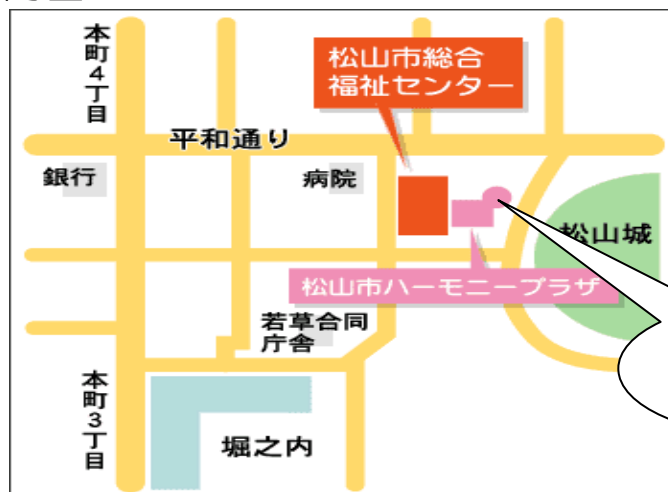 本町4丁目
松山市総合
福祉センター
平和通り
銀行
病院
松山城
松山市ハーモニープラザ
若草合同
庁舎
本町3丁目
堀之内